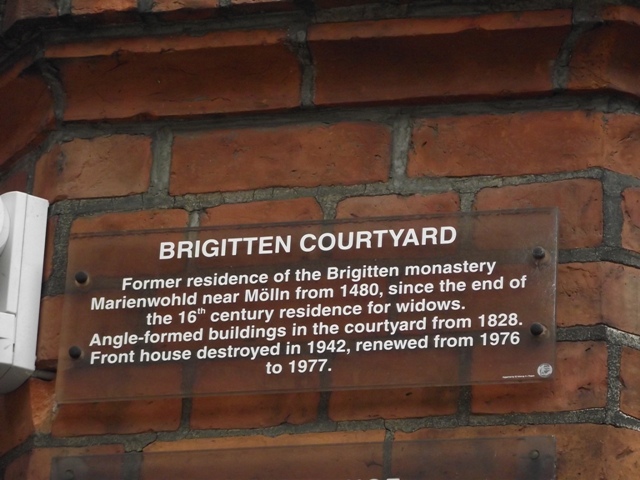 BRIGITTEN COURTYARD
Former residence of the Brigitten monastery
Marienwohld near Mölln from 1480, since the end of
the 16th century residence for widows.
Angle-formed buildings in the courtyard from 1828.
Front house destroyed in 1942, renewed from 1976
to 1977.